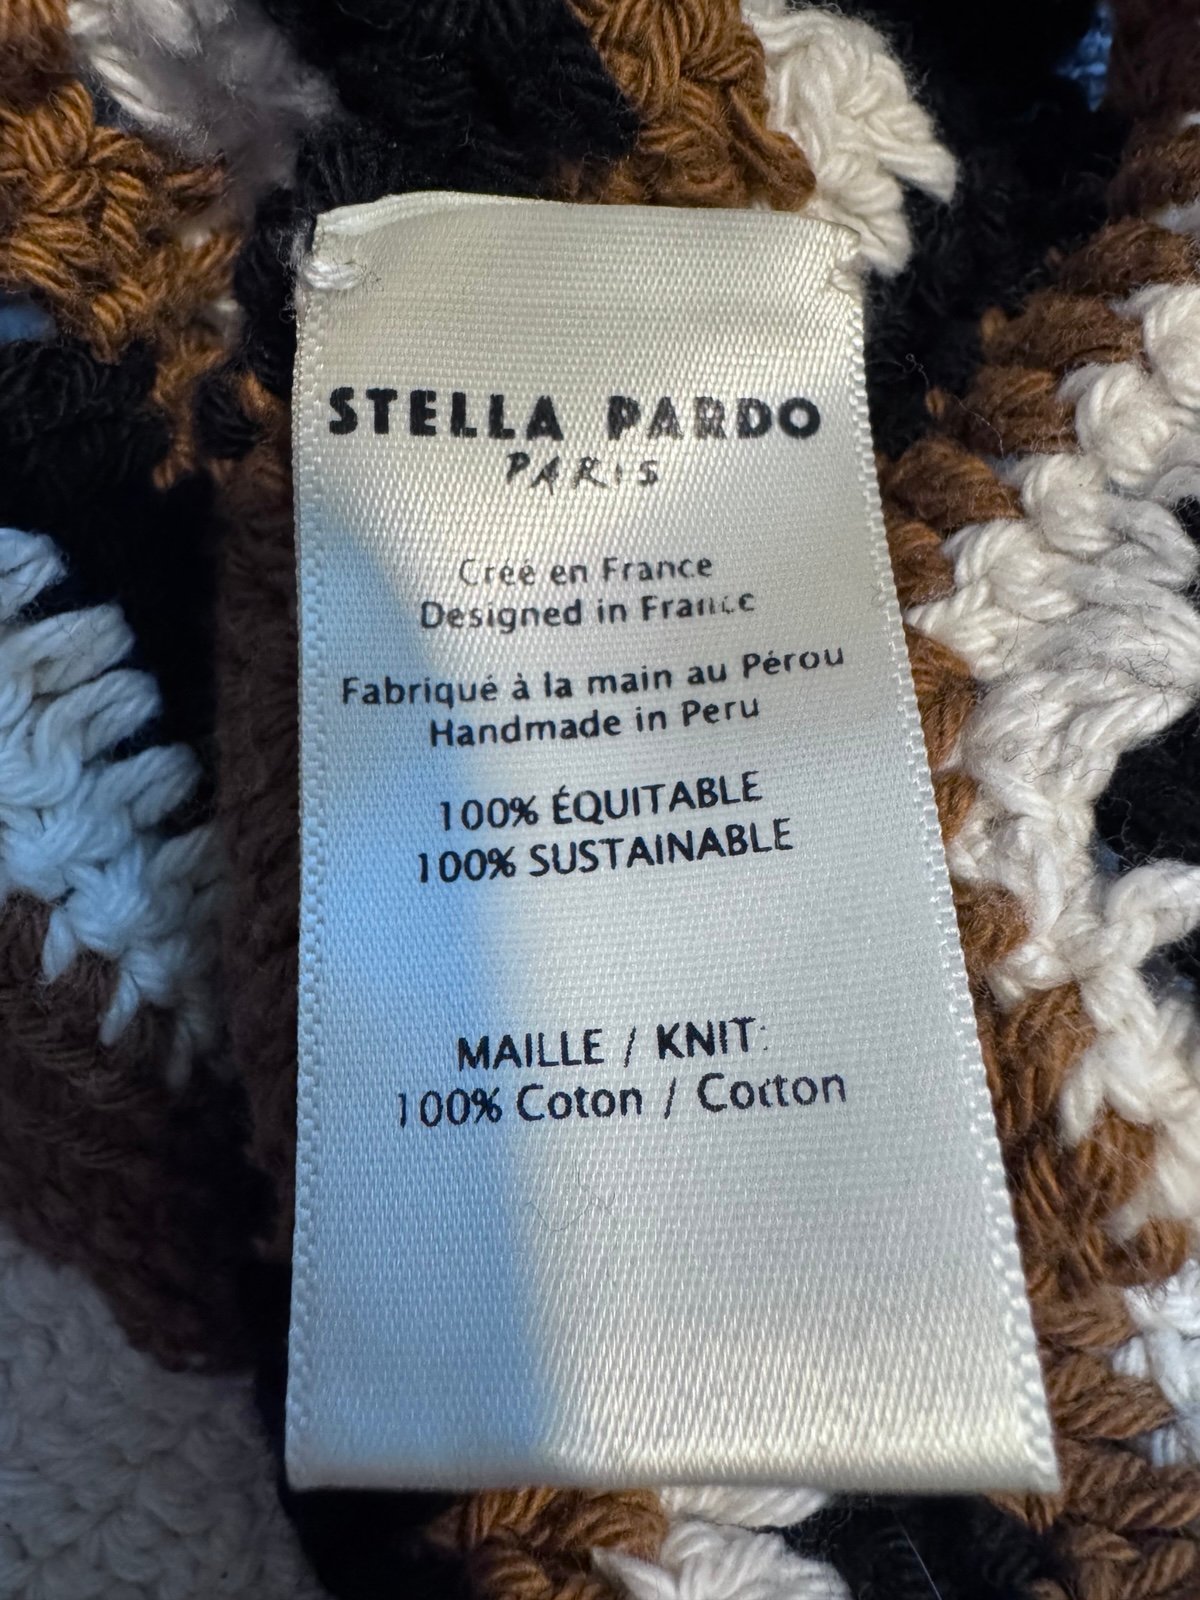 STELLA PARDO
PARIS
Créé en France
Designed in France
Fabriqué à la main au Pérou
Handmade in Peru
100% ÉQUITABLE
100% SUSTAINABLE
MAILLE / KNIT:
100% Coton / Cotton